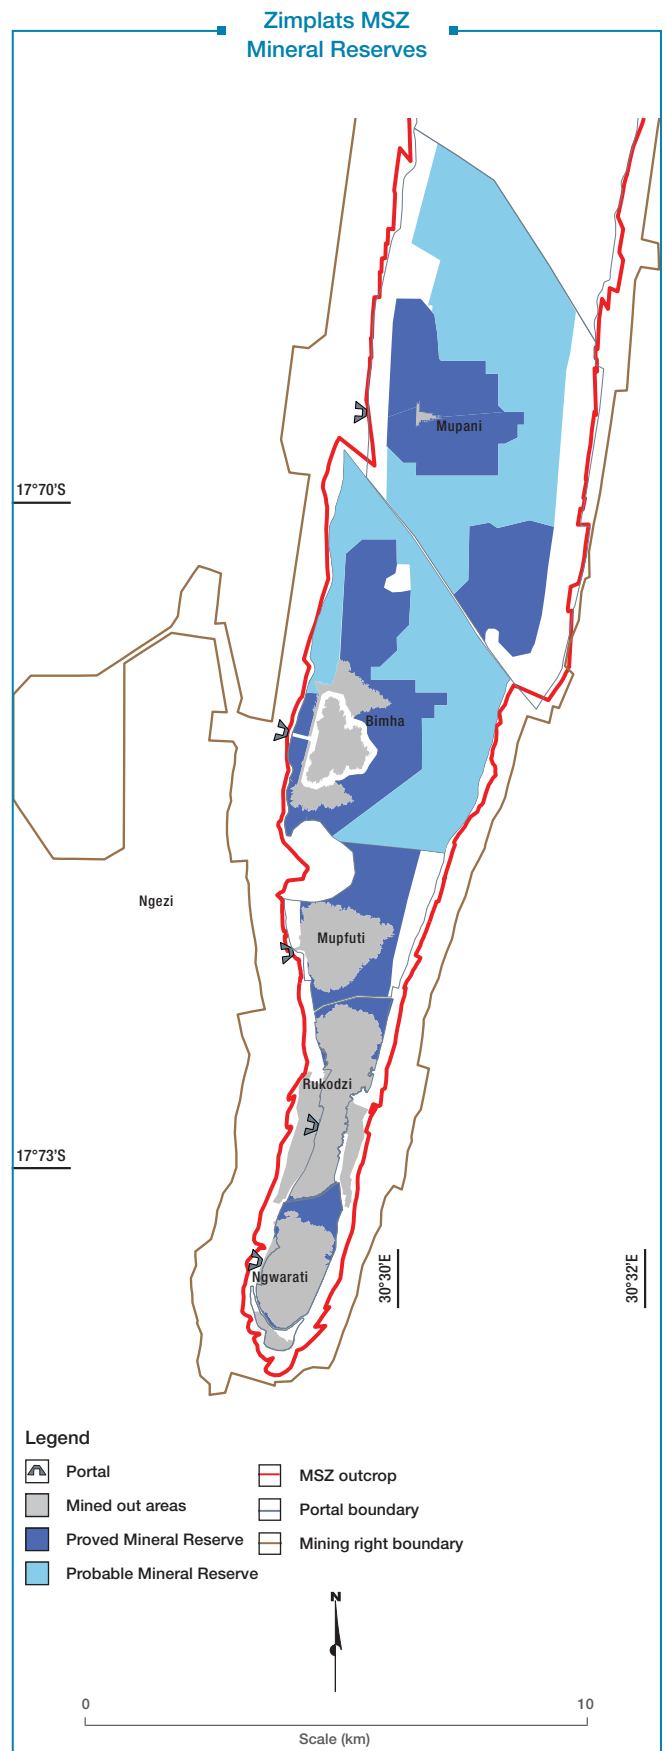 Zimplats MSZ
Mineral Reserves
Mupani
17°70'S
Bimha
Ngezi
Mupfuti
Rukodzi
17°73'S
30°30'E
30°32'E
Ngwarati
Legend
Portal
Mined out areas
Proved Mineral Reserve
Probable Mineral Reserve
MSZ outcrop
Portal boundary
Mining right boundary
N
0
10
Scale (km)